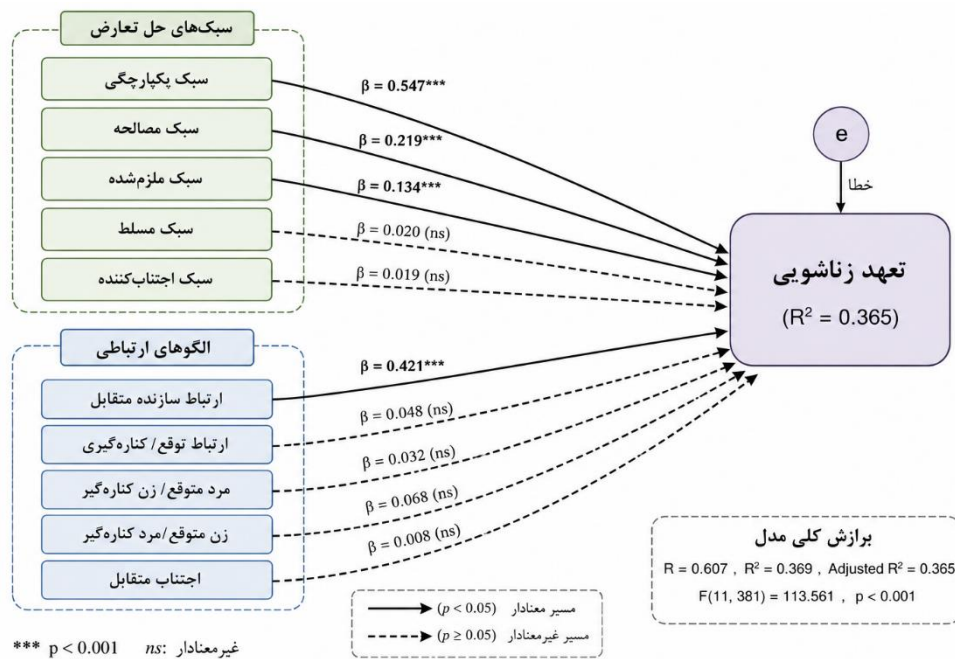 سبک‌های حل تعارض
سبک یکپارچگی
سبک مصالحه
سبک ملزم‌شده
سبک مسلط
سبک اجتناب‌کننده
β = 0.547***
β = 0.219***
β = 0.134***
β = 0.020 (ns)
β = 0.019 (ns)
e
خطا
تعهد زناشویی
(R² = 0.365)
الگوهای ارتباطی
ارتباط سازنده متقابل
ارتباط توقع/ کناره‌گیری
مرد متوقع/ زن کناره‌گیر
زن متوقع/مرد کناره‌گیر
اجتناب متقابل
β = 0.421***
β = 0.048 (ns)
β = 0.032 (ns)
β = 0.068 (ns)
β = 0.008 (ns)
برازش کلی مدل
R = 0.607 , R² = 0.369 , Adjusted R² = 0.365
F(11, 381) = 113.561 , p < 0.001
مسیر معنادار (p < 0.05)
مسیر غیرمعنادار (p ≥ 0.05)
*** p < 0.001 ns: غیرمعنادار